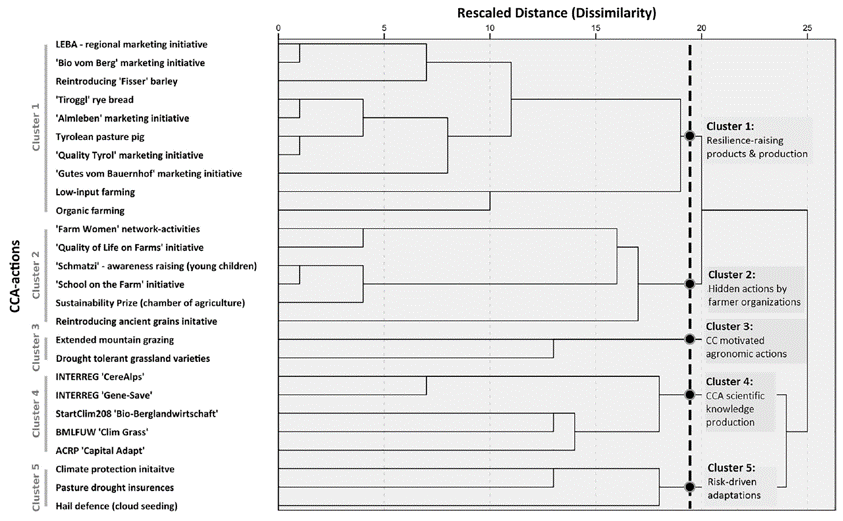 Rescaled Distance (Dissimilarity)
0 5 10 15 20 25
CCA-actions
Cluster 1
LEBA - regional marketing initiative
'Bio vom Berg' marketing initiative
Reintroducing 'Fisser' barley
'Tiroggl' rye bread
'Almleben' marketing initiative
Tyrolean pasture pig
'Quality Tyrol' marketing initiative
'Gutes vom Bauernhof' marketing initiative
Low-input farming
Organic farming
Cluster 2
'Farm Women' network-activities
'Quality of Life on Farms' initiative
'Schmatzi' - awareness raising (young children)
'School on the Farm' initiative
Sustainability Prize (chamber of agriculture)
Reintroducing ancient grains initative
Cluster 3
Extended mountain grazing
Drought tolerant grassland varieties
Cluster 4
INTERREG 'CereAlps'
INTERREG 'Gene-Save'
StartClim208 'Bio-Berglandwirtschaft'
BMLFUW 'Clim Grass'
ACRP 'Capital Adapt'
Cluster 5
Climate protection initaitve
Pasture drought insurences
Hail defence (cloud seeding)
Cluster 1:
Resilience-raising
products & production
Cluster 2:
Hidden actions by
farmer organizations
Cluster 3:
CC motivated
agronomic actions
Cluster 4:
CCA scientific
knowledge
production
Cluster 5:
Risk-driven
adaptations